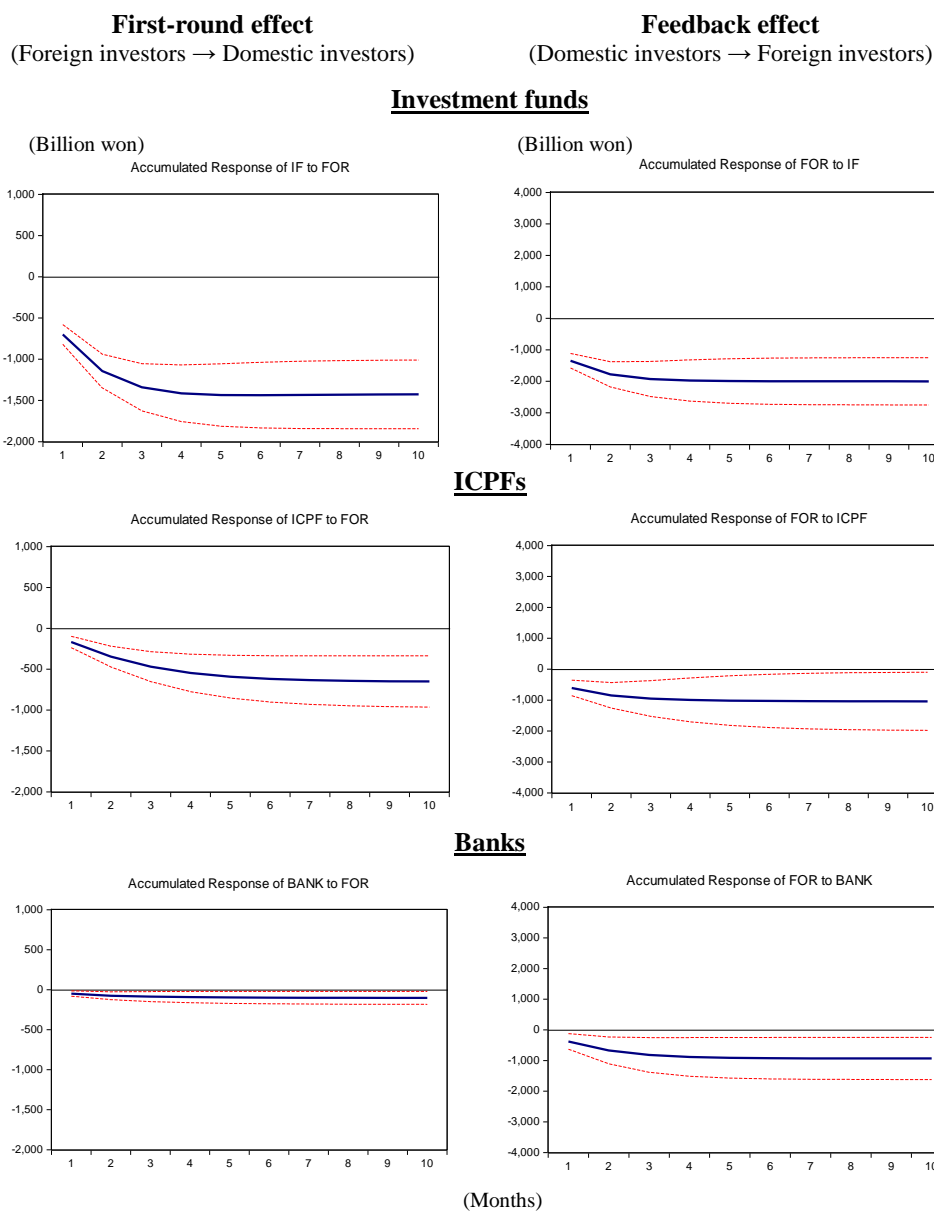 First-round effect
(Foreign investors → Domestic investors)
Feedback effect
(Domestic investors → Foreign investors)
Investment funds
(Billion won)
Accumulated Response of IF to FOR
1,000
500
0
-500
-1,000
-1,500
-2,000
1 2 3 4 5 6 7 8 9 10
(Billion won)
Accumulated Response of FOR to IF
4,000
3,000
2,000
1,000
0
-1,000
-2,000
-3,000
-4,000
1 2 3 4 5 6 7 8 9 10
ICPFs
Accumulated Response of ICPF to FOR
1,000
500
0
-500
-1,000
-1,500
-2,000
1 2 3 4 5 6 7 8 9 10
Accumulated Response of FOR to ICPF
4,000
3,000
2,000
1,000
0
-1,000
-2,000
-3,000
-4,000
1 2 3 4 5 6 7 8 9 10
Banks
Accumulated Response of BANK to FOR
1,000
500
0
-500
-1,000
-1,500
-2,000
1 2 3 4 5 6 7 8 9 10
Accumulated Response of FOR to BANK
4,000
3,000
2,000
1,000
0
-1,000
-2,000
-3,000
-4,000
1 2 3 4 5 6 7 8 9 10
(Months)